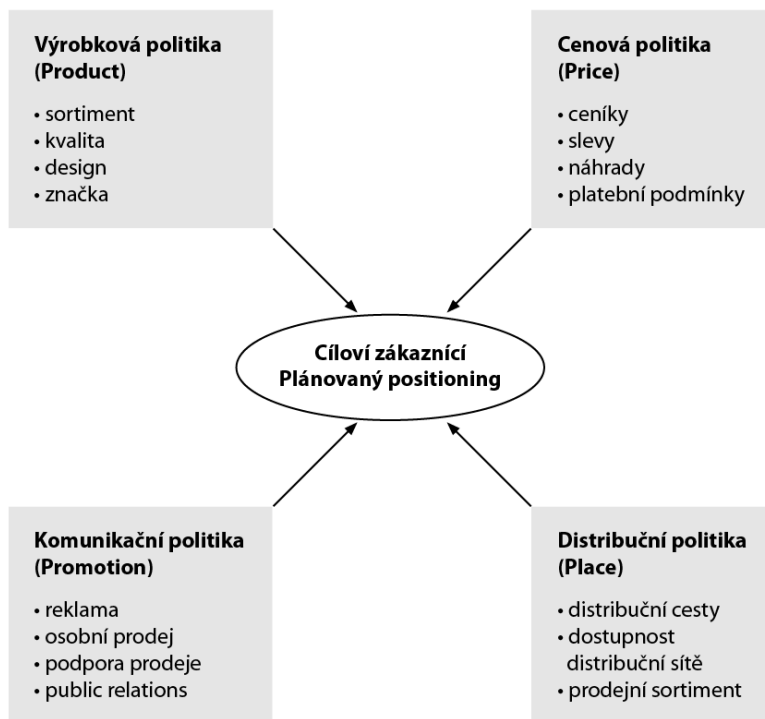 Výrobková politika
(Product)
• sortiment
• kvalita
• design
• značka
Cenová politika
(Price)
• ceníky
• slevy
• náhrady
• platební podmínky
Cíloví zákazníci
Plánovaný positioning
Komunikační politika
(Promotion)
• reklama
• osobní prodej
• podpora prodeje
• public relations
Distribuční politika
(Place)
• distribuční cesty
• dostupnost
distribuční sítě
• prodejní sortiment